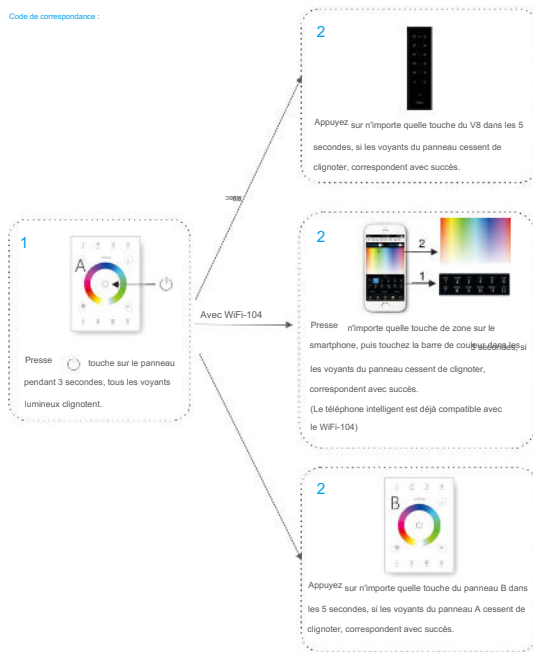 Code de correspondance :
2
Appuyez sur n'importe quelle touche du V8 dans les 5
secondes, si les voyants du panneau cessent de
clignoter, correspondent avec succès.
1
A
Presse touche sur le panneau
pendant 3 secondes, tous les voyants
lumineux clignotent.
Avec WiFi-104
2
2
1
Presse n'importe quelle touche de zone sur le
smartphone, puis touchez la barre de couleur dans les 5 secondes, si
les voyants du panneau cessent de clignoter,
correspondent avec succès.
(Le téléphone intelligent est déjà compatible avec
le WiFi-104)
2
B
Appuyez sur n'importe quelle touche du panneau B dans
les 5 secondes, si les voyants du panneau A cessent de
clignoter, correspondent avec succès.